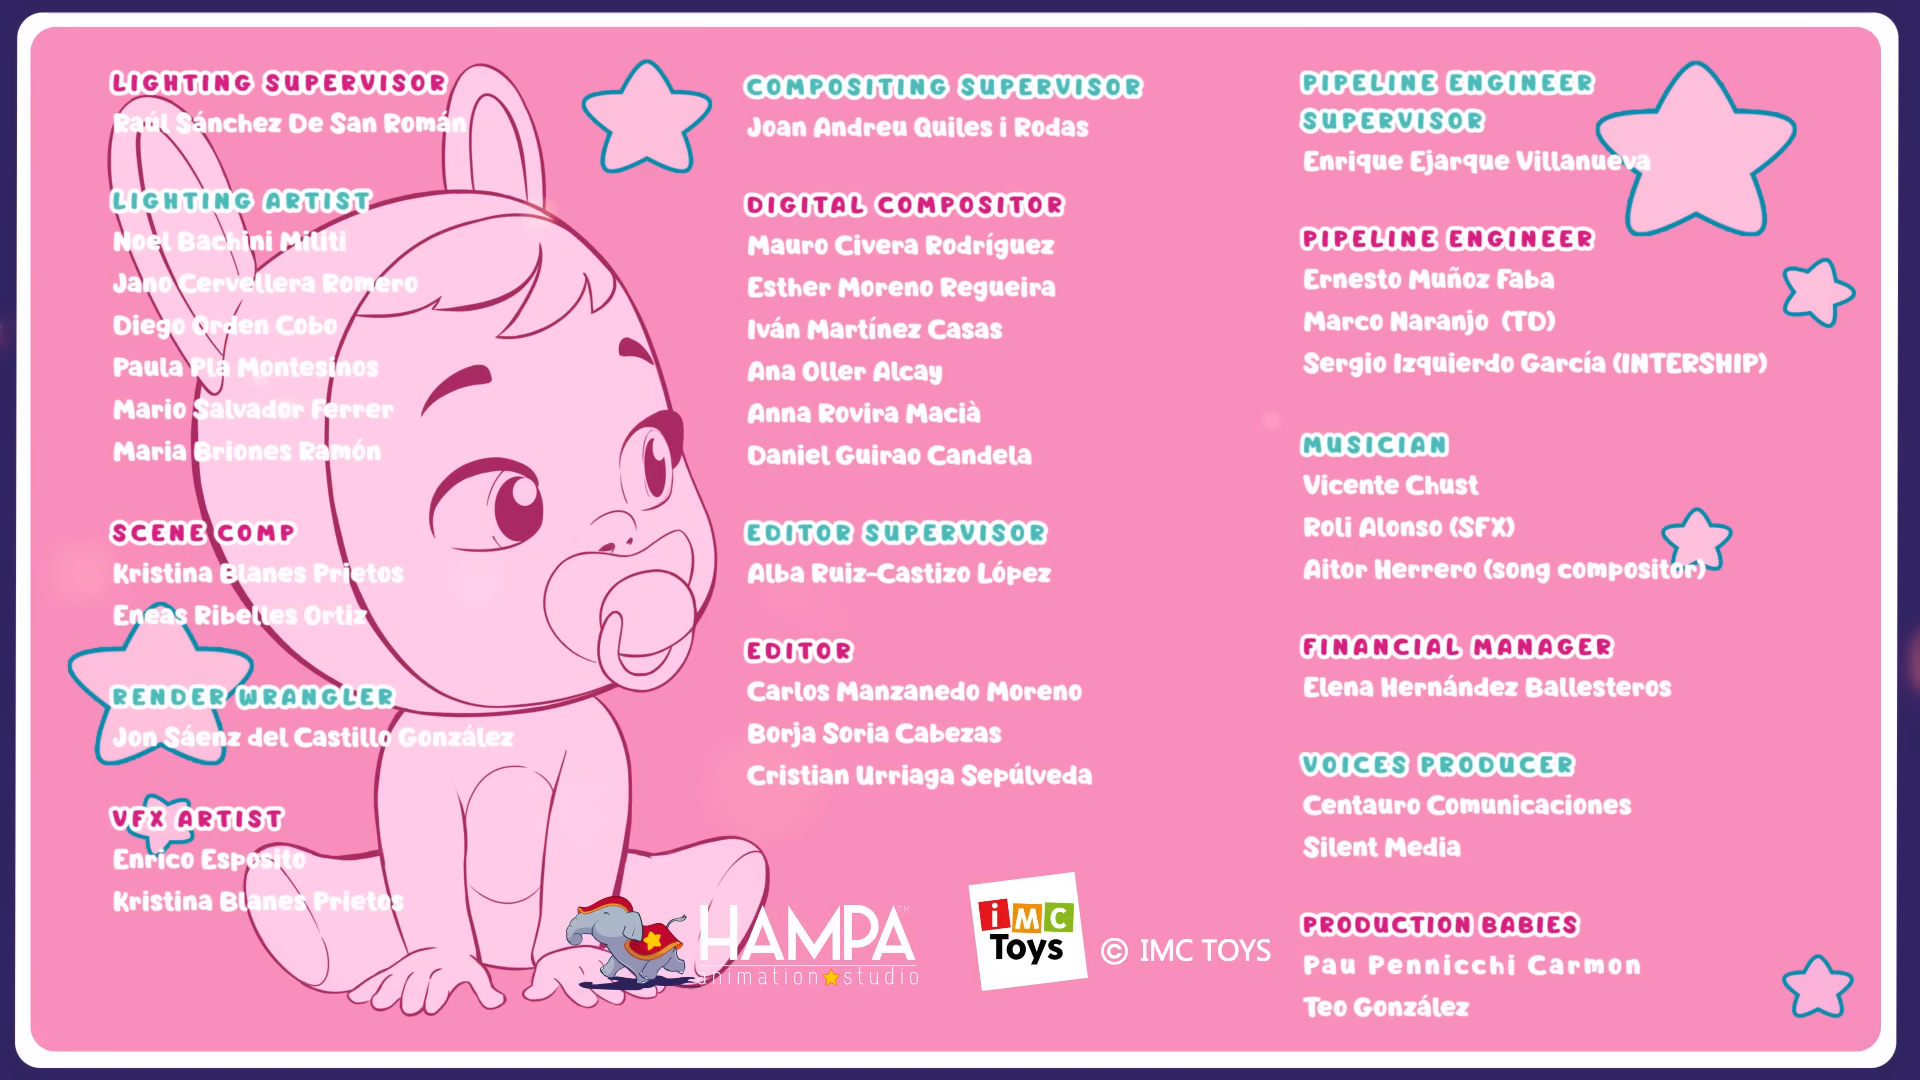 LIGHTING SUPERVISOR
Raúl Sánchez De San Román
LIGHTING ARTIST
Noel Bachini Militi
Jano Cervellera Romero
Diego Orden Cobo
Paula Pla Montesinos
Mario Salvador Ferrer
Maria Briones Ramón
SCENE COMP
Kristina Blanes Prietos
Eneas Ribelles Ortiz
RENDER WRANGLER
Jon Sáenz del Castillo González
VFX ARTIST
Enrico Esposito
Kristina Blanes Prietos
COMPOSITING SUPERVISOR
Joan Andreu Quiles i Rodas
DIGITAL COMPOSITOR
Mauro Civera Rodríguez
Esther Moreno Regueira
Iván Martínez Casas
Ana Oller Alcay
Anna Rovira Macià
Daniel Guirao Candela
EDITOR SUPERVISOR
Alba Ruiz-Castizo López
EDITOR
Carlos Manzanedo Moreno
Borja Soria Cabezas
Cristian Urriaga Sepúlveda
HAMPA™
animation studio
iMC
Toys
© IMC TOYS
PIPELINE ENGINEER
SUPERVISOR
Enrique Ejarque Villanueva
PIPELINE ENGINEER
Ernesto Muñoz Faba
Marco Naranjo (TD)
Sergio Izquierdo García (INTERSHIP)
MUSICIAN
Vicente Chust
Roli Alonso (SFX)
Aitor Herrero (song compositor)
FINANCIAL MANAGER
Elena Hernández Ballesteros
VOICES PRODUCER
Centauro Comunicaciones
Silent Media
PRODUCTION BABIES
Pau Pennicchi Carmon
Teo González